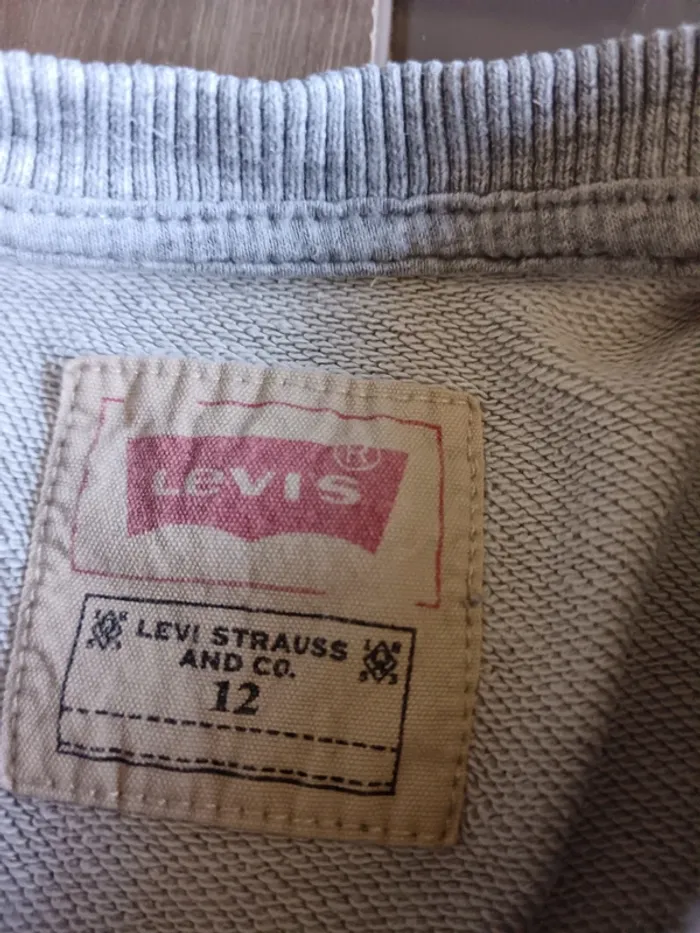 LEVIS ®
LEVI STRAUSS
AND CO.
12